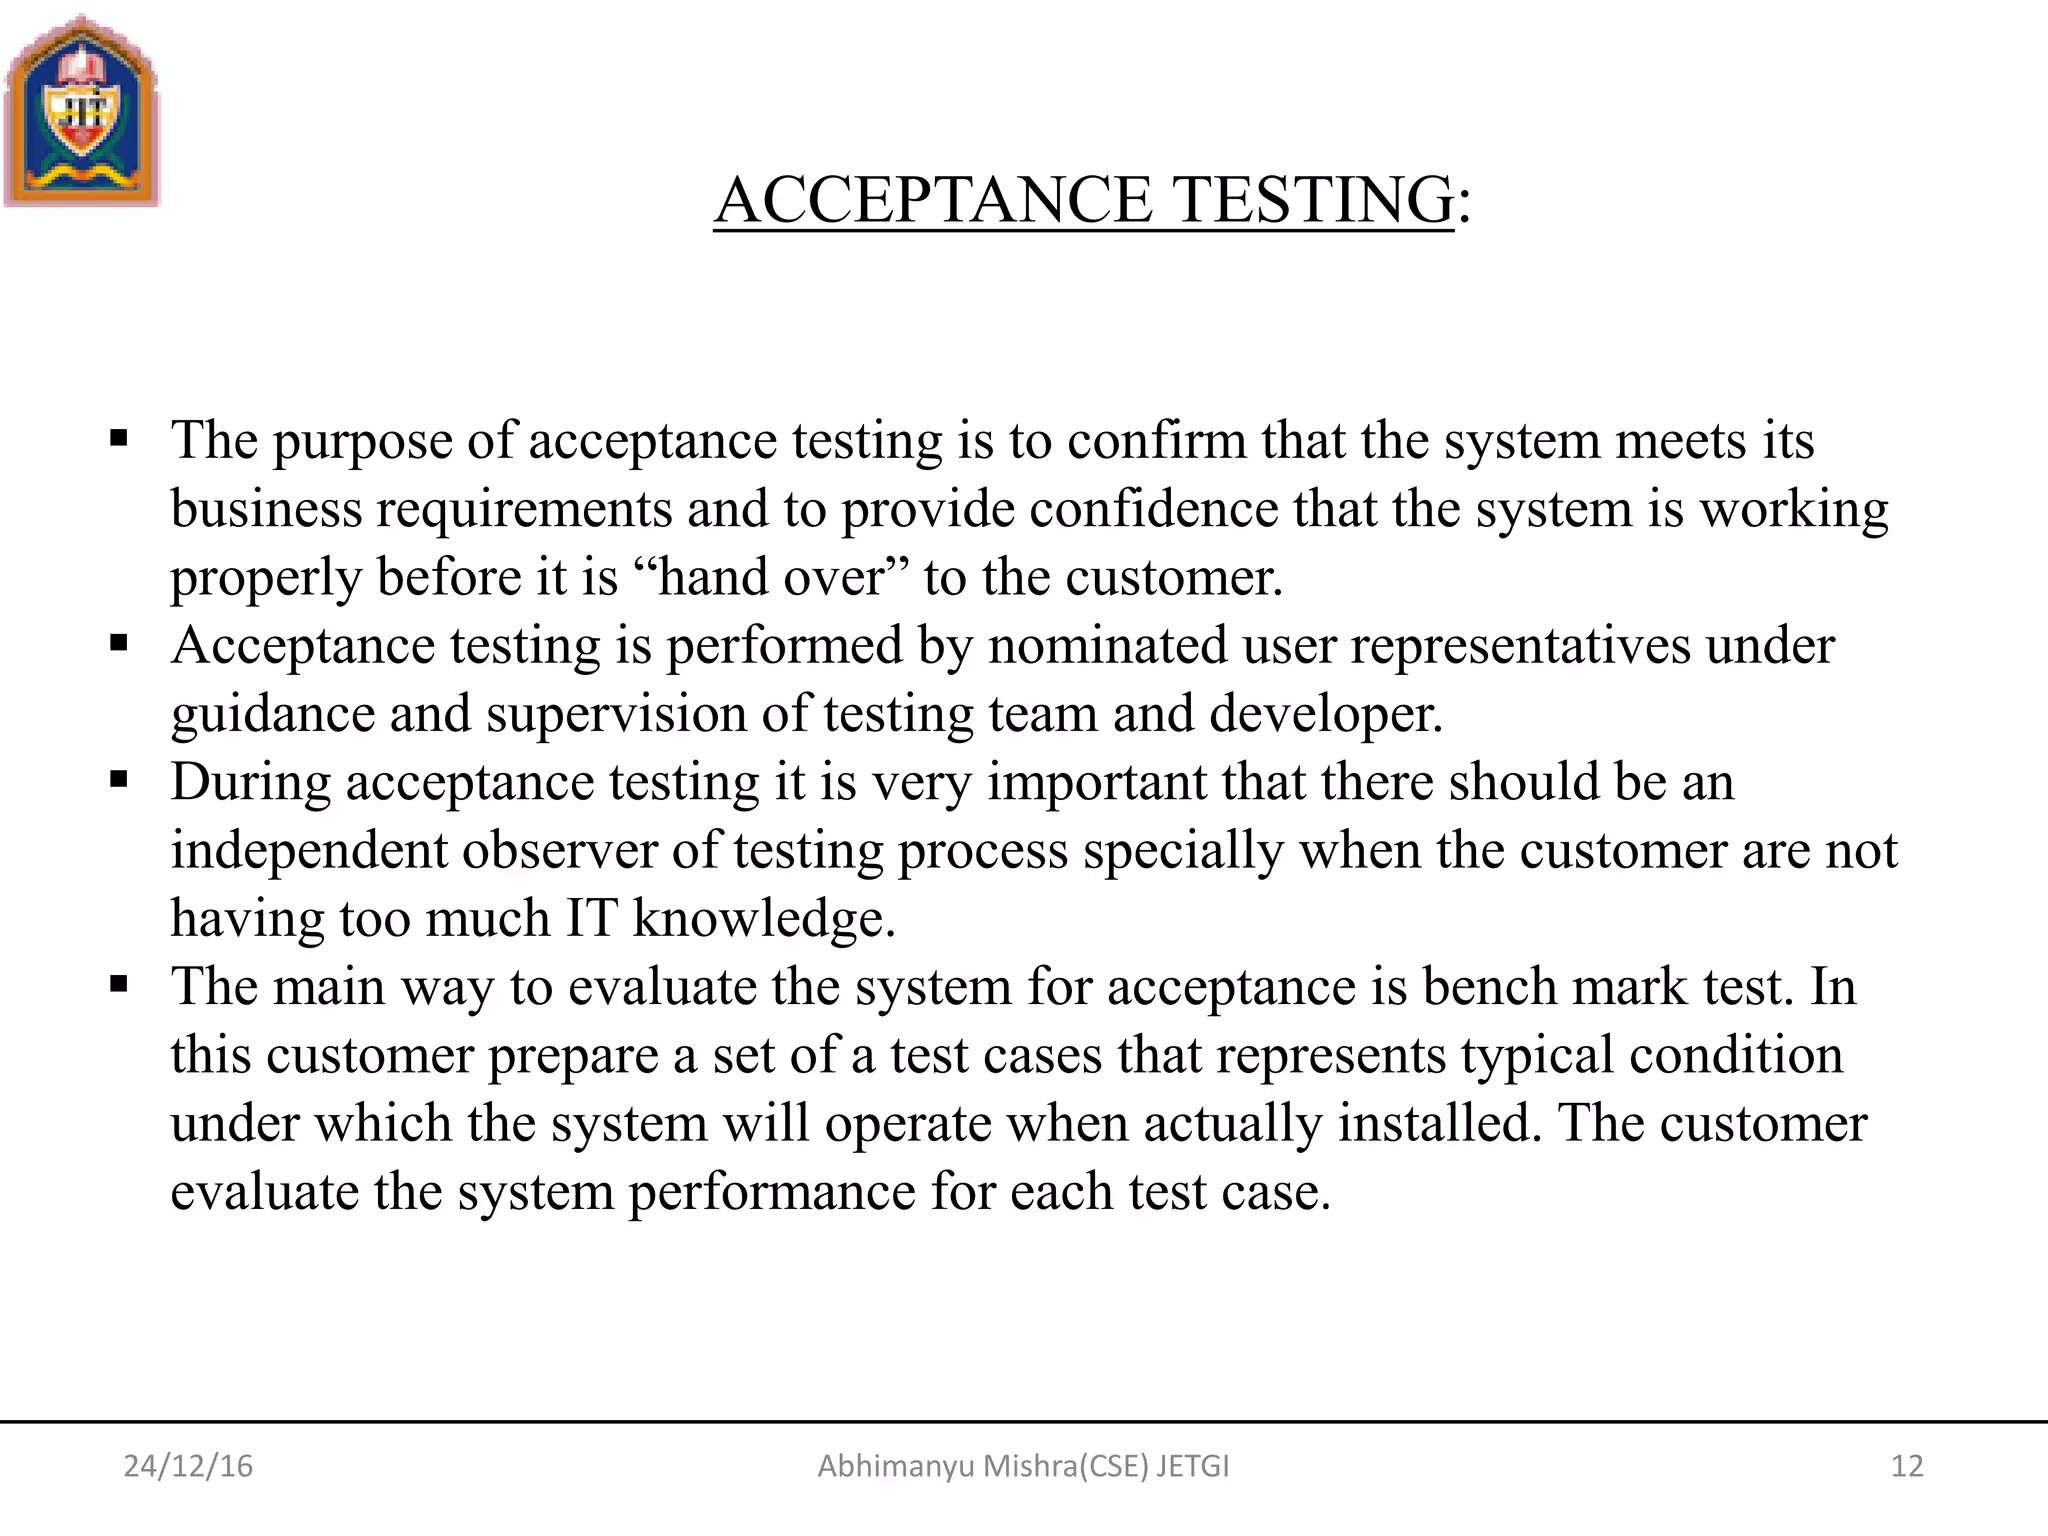 JIT
ACCEPTANCE TESTING:
▪ The purpose of acceptance testing is to confirm that the system meets its
business requirements and to provide confidence that the system is working
properly before it is “hand over” to the customer.
▪ Acceptance testing is performed by nominated user representatives under
guidance and supervision of testing team and developer.
▪ During acceptance testing it is very important that there should be an
independent observer of testing process specially when the customer are not
having too much IT knowledge.
▪ The main way to evaluate the system for acceptance is bench mark test. In
this customer prepare a set of a test cases that represents typical condition
under which the system will operate when actually installed. The customer
evaluate the system performance for each test case.
24/12/16
Abhimanyu Mishra(CSE) JETGI
12